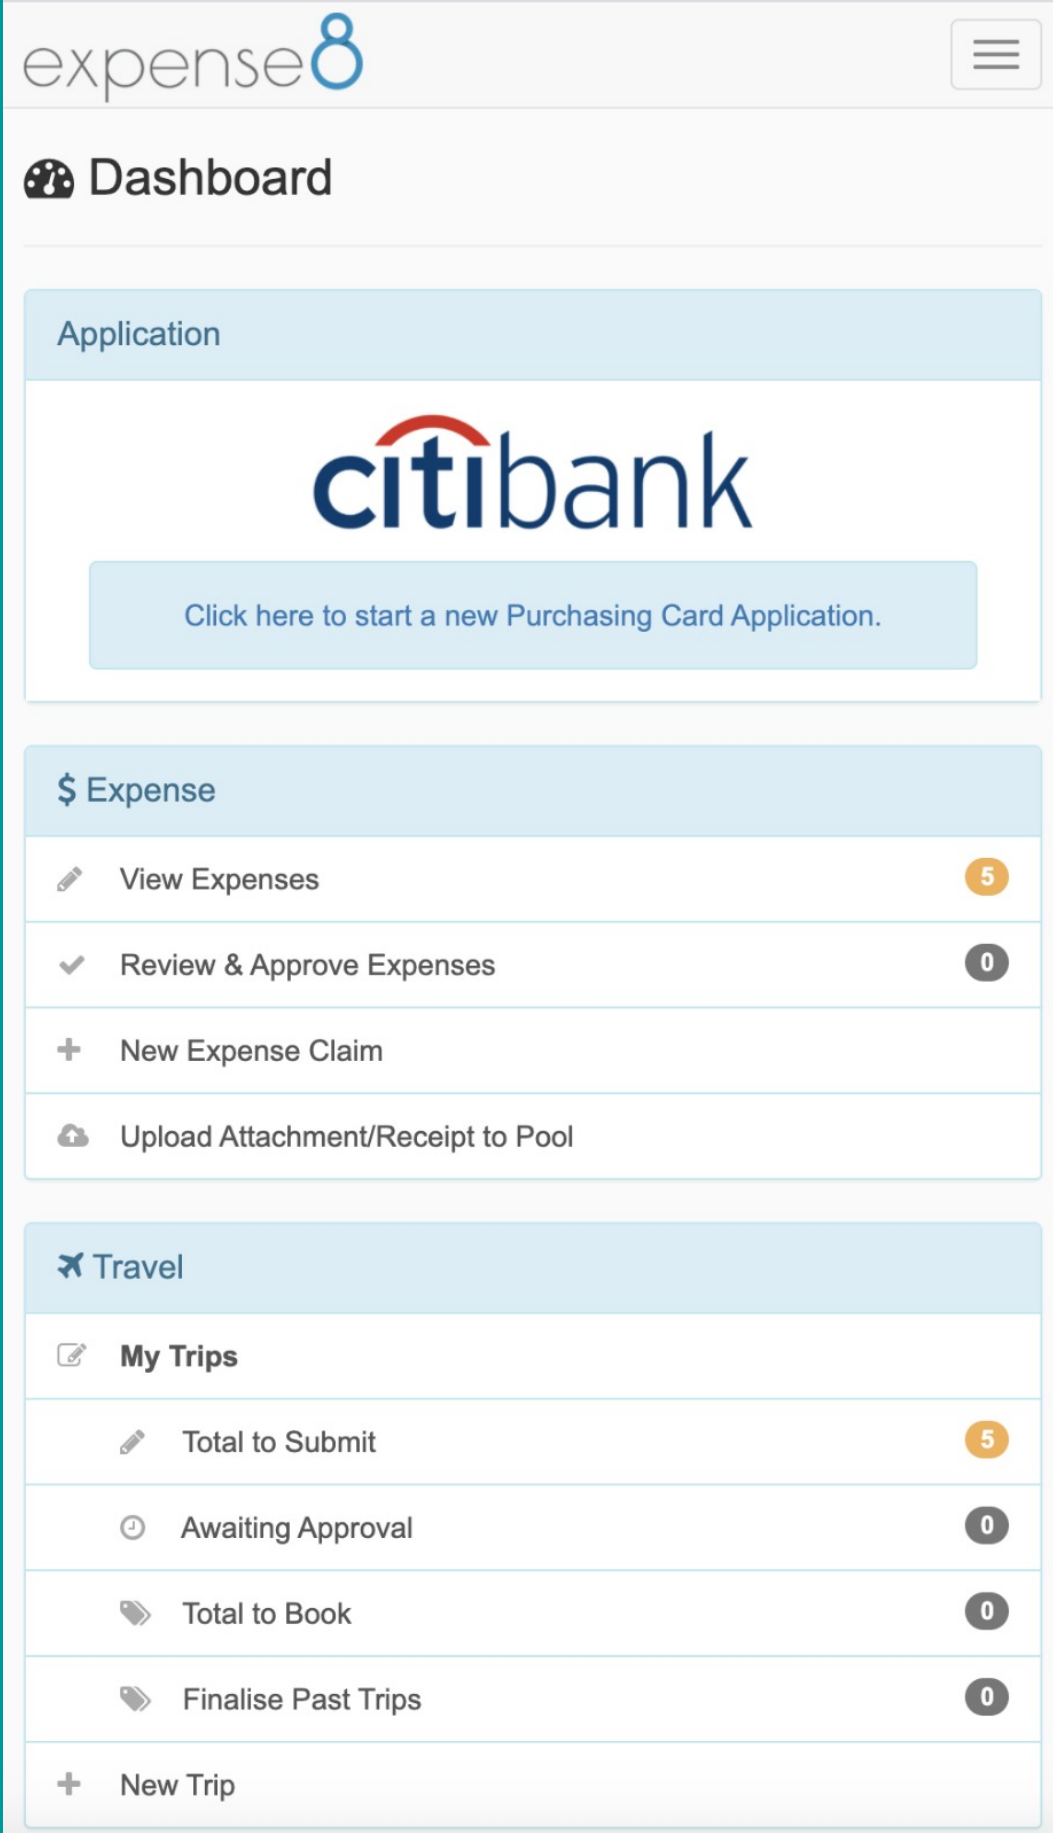 expense8
Dashboard
Application
citibank
Click here to start a new Purchasing Card Application.
$ Expense
View Expenses 5
Review & Approve Expenses 0
New Expense Claim
Upload Attachment/Receipt to Pool
Travel
My Trips
Total to Submit 5
Awaiting Approval 0
Total to Book 0
Finalise Past Trips 0
New Trip